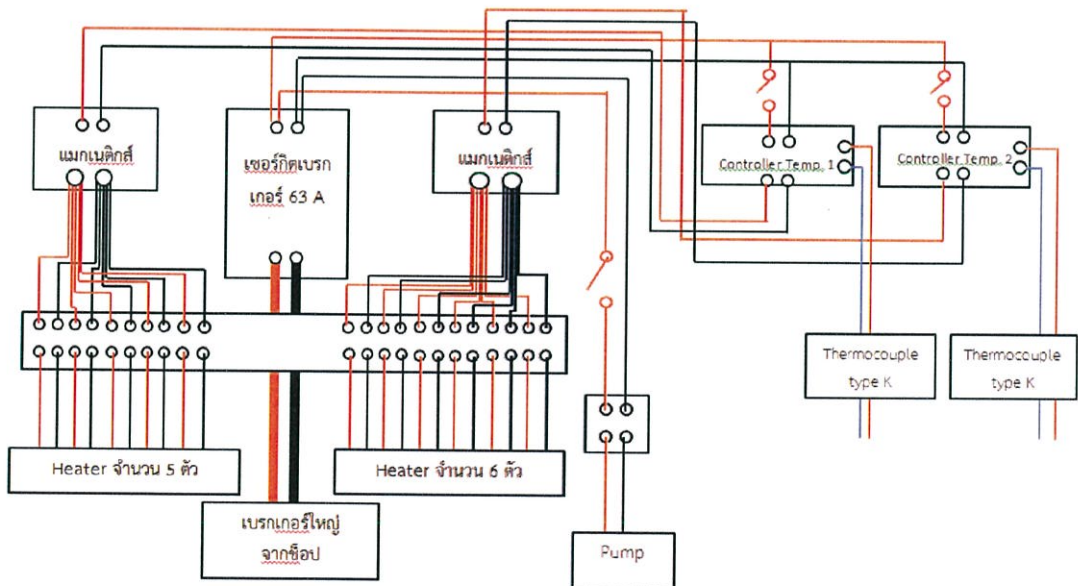 แมกเนติกส์
เซอร์กิตเบรก
เกอร์ 63 A
แมกเนติกส์
Controller Temp. 1
Controller Temp. 2
Thermocouple
type K
Thermocouple
type K
Heater จำนวน 5 ตัว
Heater จำนวน 6 ตัว
เบรกเกอร์ใหญ่
จากช็อป
Pump